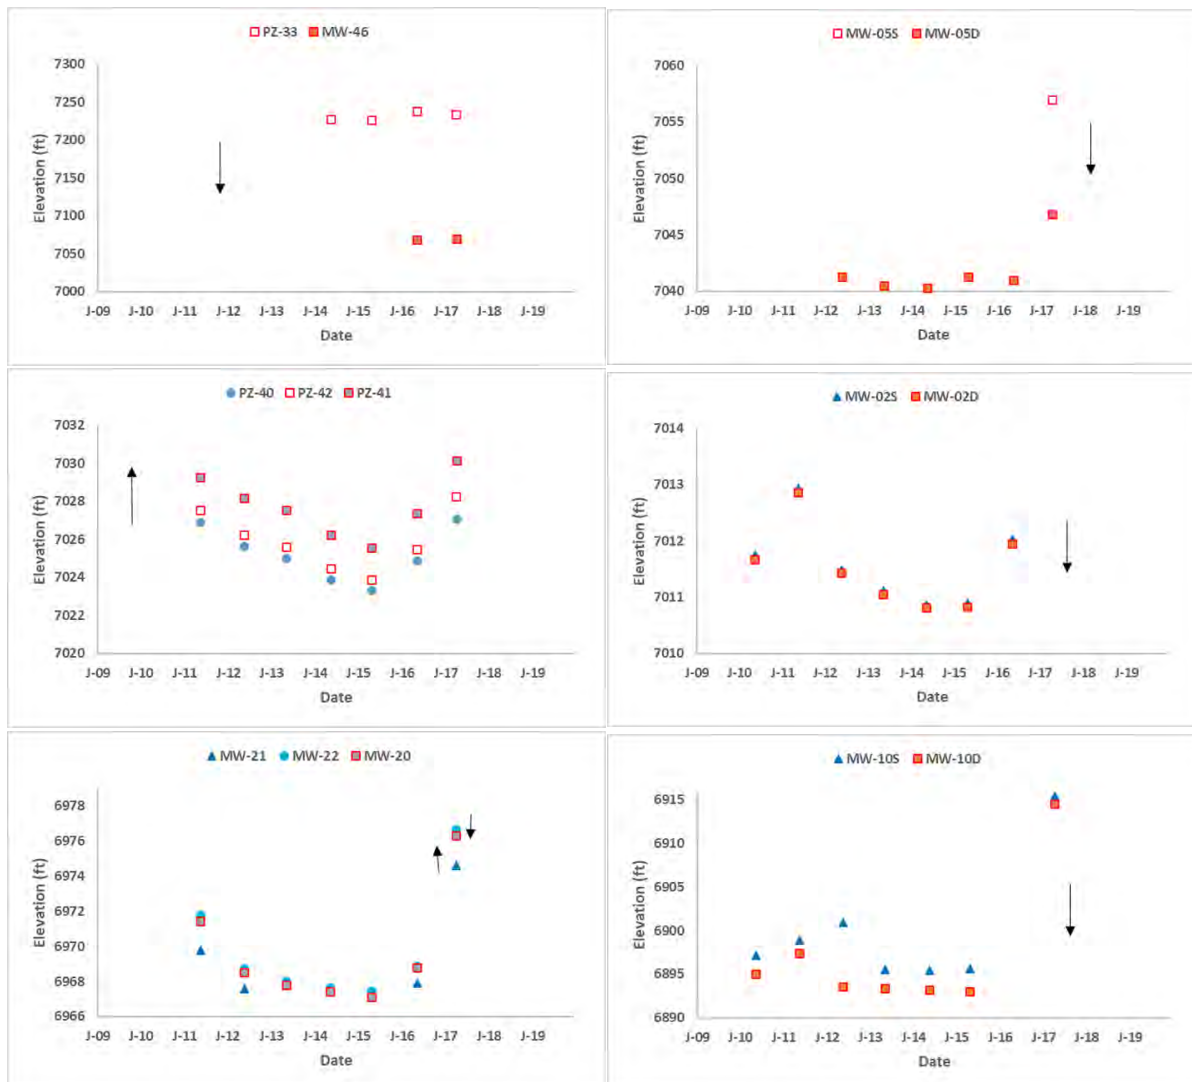 PZ-33 MW-46
7300
7250
7200
7150
7100
7050
7000
Elevation (ft)
J-09 J-10 J-11 J-12 J-13 J-14 J-15 J-16 J-17 J-18 J-19
Date
MW-05S MW-05D
7060
7055
7050
7045
7040
Elevation (ft)
J-09 J-10 J-11 J-12 J-13 J-14 J-15 J-16 J-17 J-18 J-19
Date
PZ-40 PZ-42 PZ-41
7032
7030
7028
7026
7024
7022
7020
Elevation (ft)
J-09 J-10 J-11 J-12 J-13 J-14 J-15 J-16 J-17 J-18 J-19
Date
MW-02S MW-02D
7014
7013
7012
7011
7010
Elevation (ft)
J-09 J-10 J-11 J-12 J-13 J-14 J-15 J-16 J-17 J-18 J-19
Date
MW-21 MW-22 MW-20
6978
6976
6974
6972
6970
6968
6966
Elevation (ft)
J-09 J-10 J-11 J-12 J-13 J-14 J-15 J-16 J-17 J-18 J-19
Date
MW-10S MW-10D
6915
6910
6905
6900
6895
6890
Elevation (ft)
J-09 J-10 J-11 J-12 J-13 J-14 J-15 J-16 J-17 J-18 J-19
Date